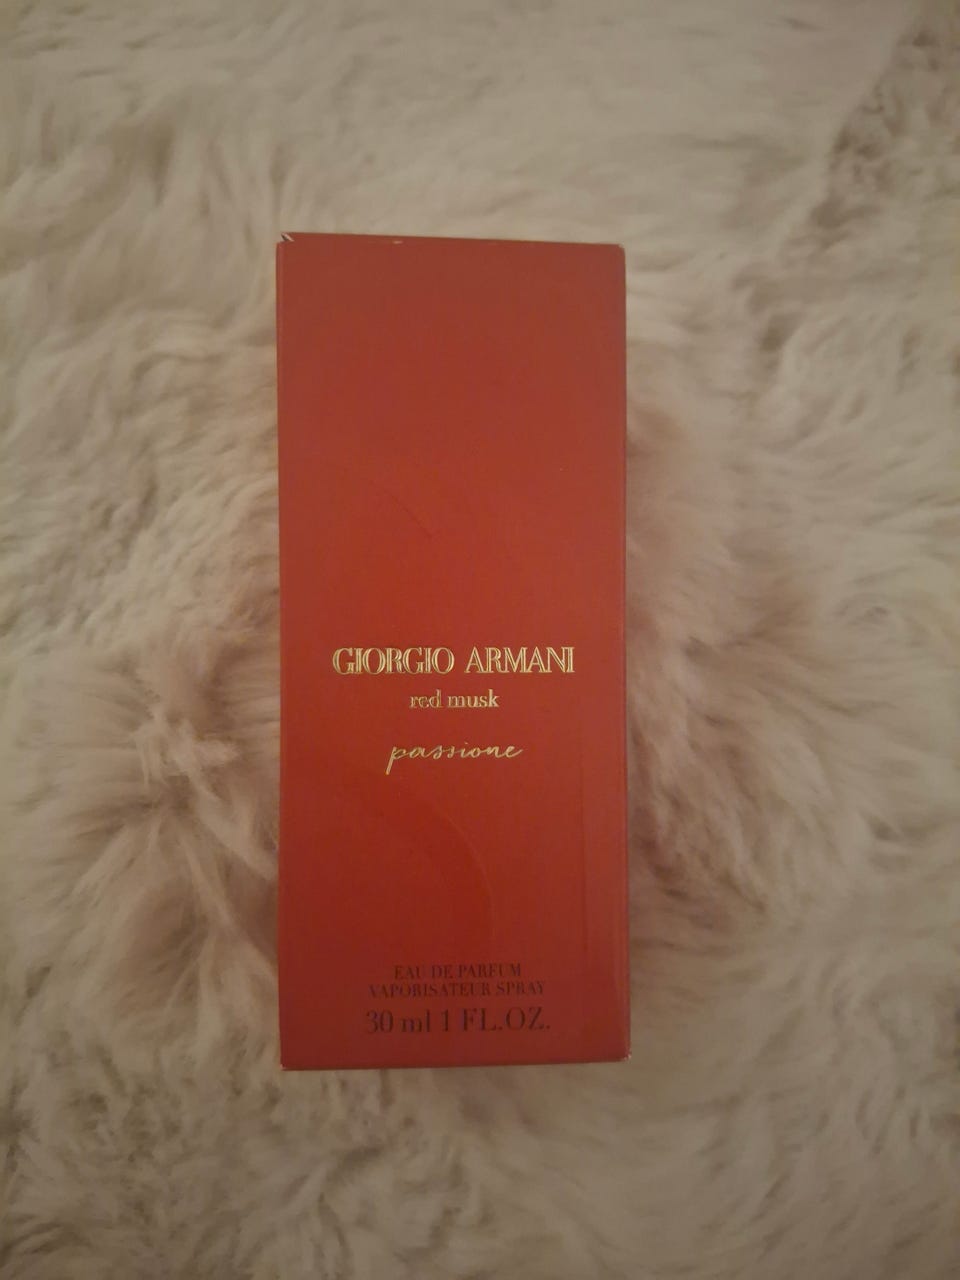 GIORGIO ARMANI
red musk
passione
EAU DE PARFUM
VAPORISATEUR SPRAY
30 ml 1 FL.OZ.